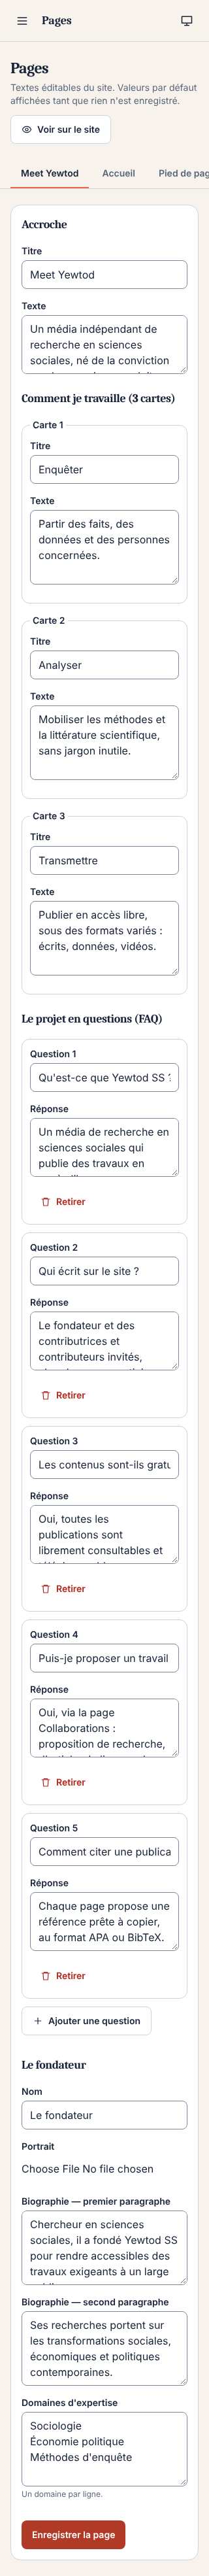 Pages
Pages
Textes éditables du site. Valeurs par défaut
affichées tant que rien n'est enregistré.
Voir sur le site
Meet Yewtod
Accueil
Pied de pag
Accroche
Titre
Meet Yewtod
Texte
Un média indépendant de
recherche en sciences
sociales, né de la conviction
Comment je travaille (3 cartes)
Carte 1
Titre
Enquêter
Texte
Partir des faits, des
données et des personnes
concernées.
Carte 2
Titre
Analyser
Texte
Mobiliser les méthodes et
la littérature scientifique,
sans jargon inutile.
Carte 3
Titre
Transmettre
Texte
Publier en accès libre,
sous des formats variés :
écrits, données, vidéos.
Le projet en questions (FAQ)
Question 1
Qu'est-ce que Yewtod SS ?
Réponse
Un média de recherche en
sciences sociales qui
publie des travaux en
Retirer
Question 2
Qui écrit sur le site ?
Réponse
Le fondateur et des
contributrices et
contributeurs invités,
Retirer
Question 3
Les contenus sont-ils gratu
Réponse
Oui, toutes les
publications sont
librement consultables et
Retirer
Question 4
Puis-je proposer un travail
Réponse
Oui, via la page
Collaborations :
proposition de recherche,
Retirer
Question 5
Comment citer une publica
Réponse
Chaque page propose une
référence prête à copier,
au format APA ou BibTeX.
Retirer
Ajouter une question
Le fondateur
Nom
Le fondateur
Portrait
Choose File No file chosen
Biographie — premier paragraphe
Chercheur en sciences
sociales, il a fondé Yewtod SS
pour rendre accessibles des
travaux exigeants à un large
Biographie — second paragraphe
Ses recherches portent sur
les transformations sociales,
économiques et politiques
contemporaines.
Domaines d'expertise
Sociologie
Économie politique
Méthodes d'enquête
Un domaine par ligne.
Enregistrer la page